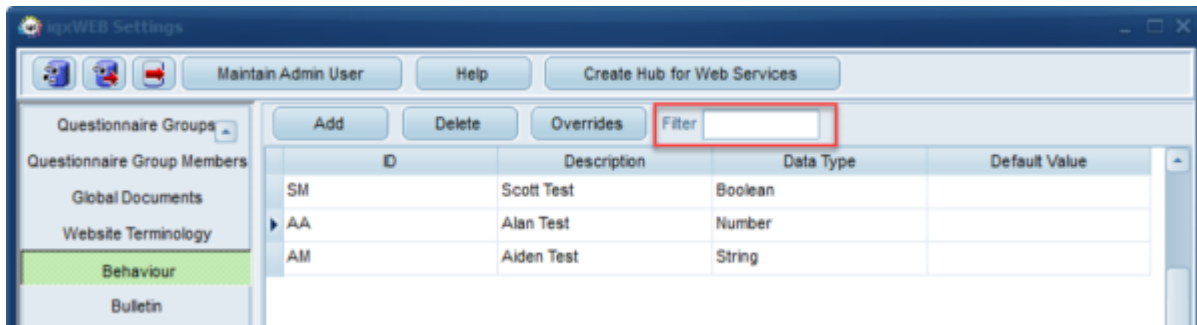 iqxWEB Settings
Maintain Admin User Help Create Hub for Web Services
Questionnaire Groups
Questionnaire Group Members
Global Documents
Website Terminology
Behaviour
Bulletin
Add Delete Overrides Filter
ID Description Data Type Default Value
SM Scott Test Boolean
AA Alan Test Number
AM Aiden Test String